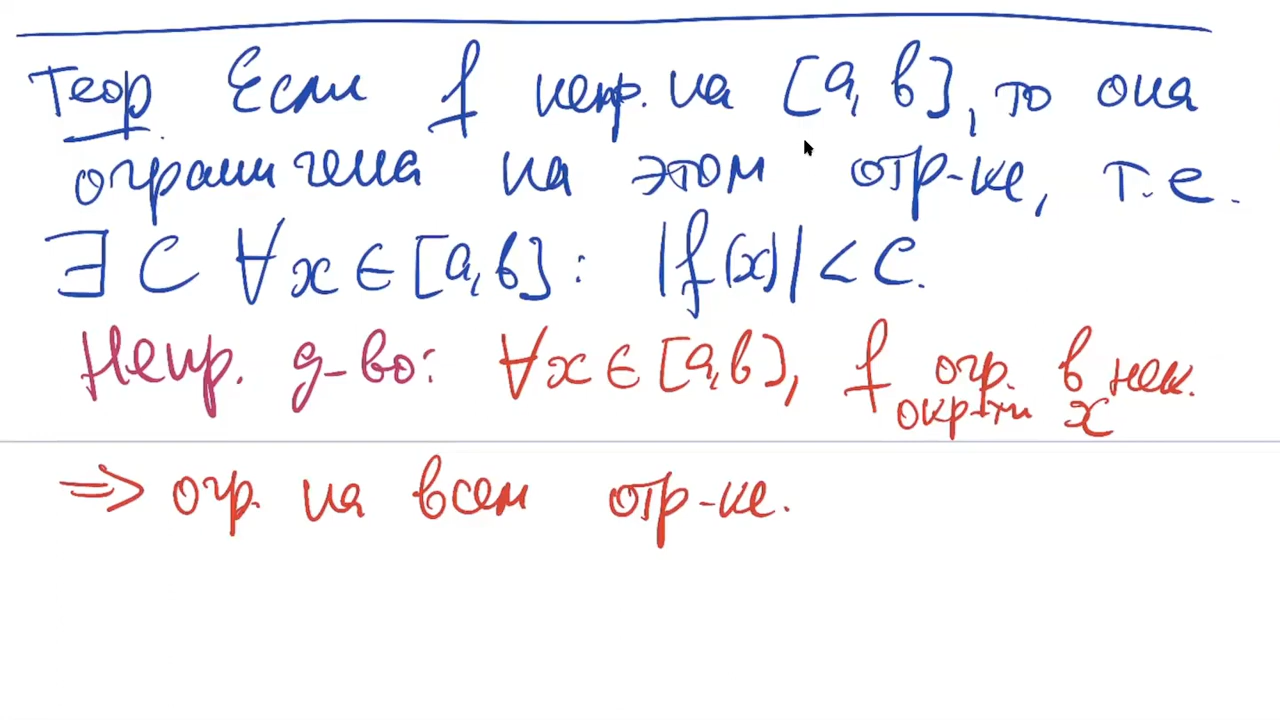 Теор Если f непр. на [a, b], то она
ограничена на этом отр-ке, т.е.
∃ C ∀x ∈ [a, b] : |f(x)| < C.
Непр. д-во: ∀x ∈ [a, b], f огр. в нек.
окр-ти x
⇒ огр. на всем отр-ке.